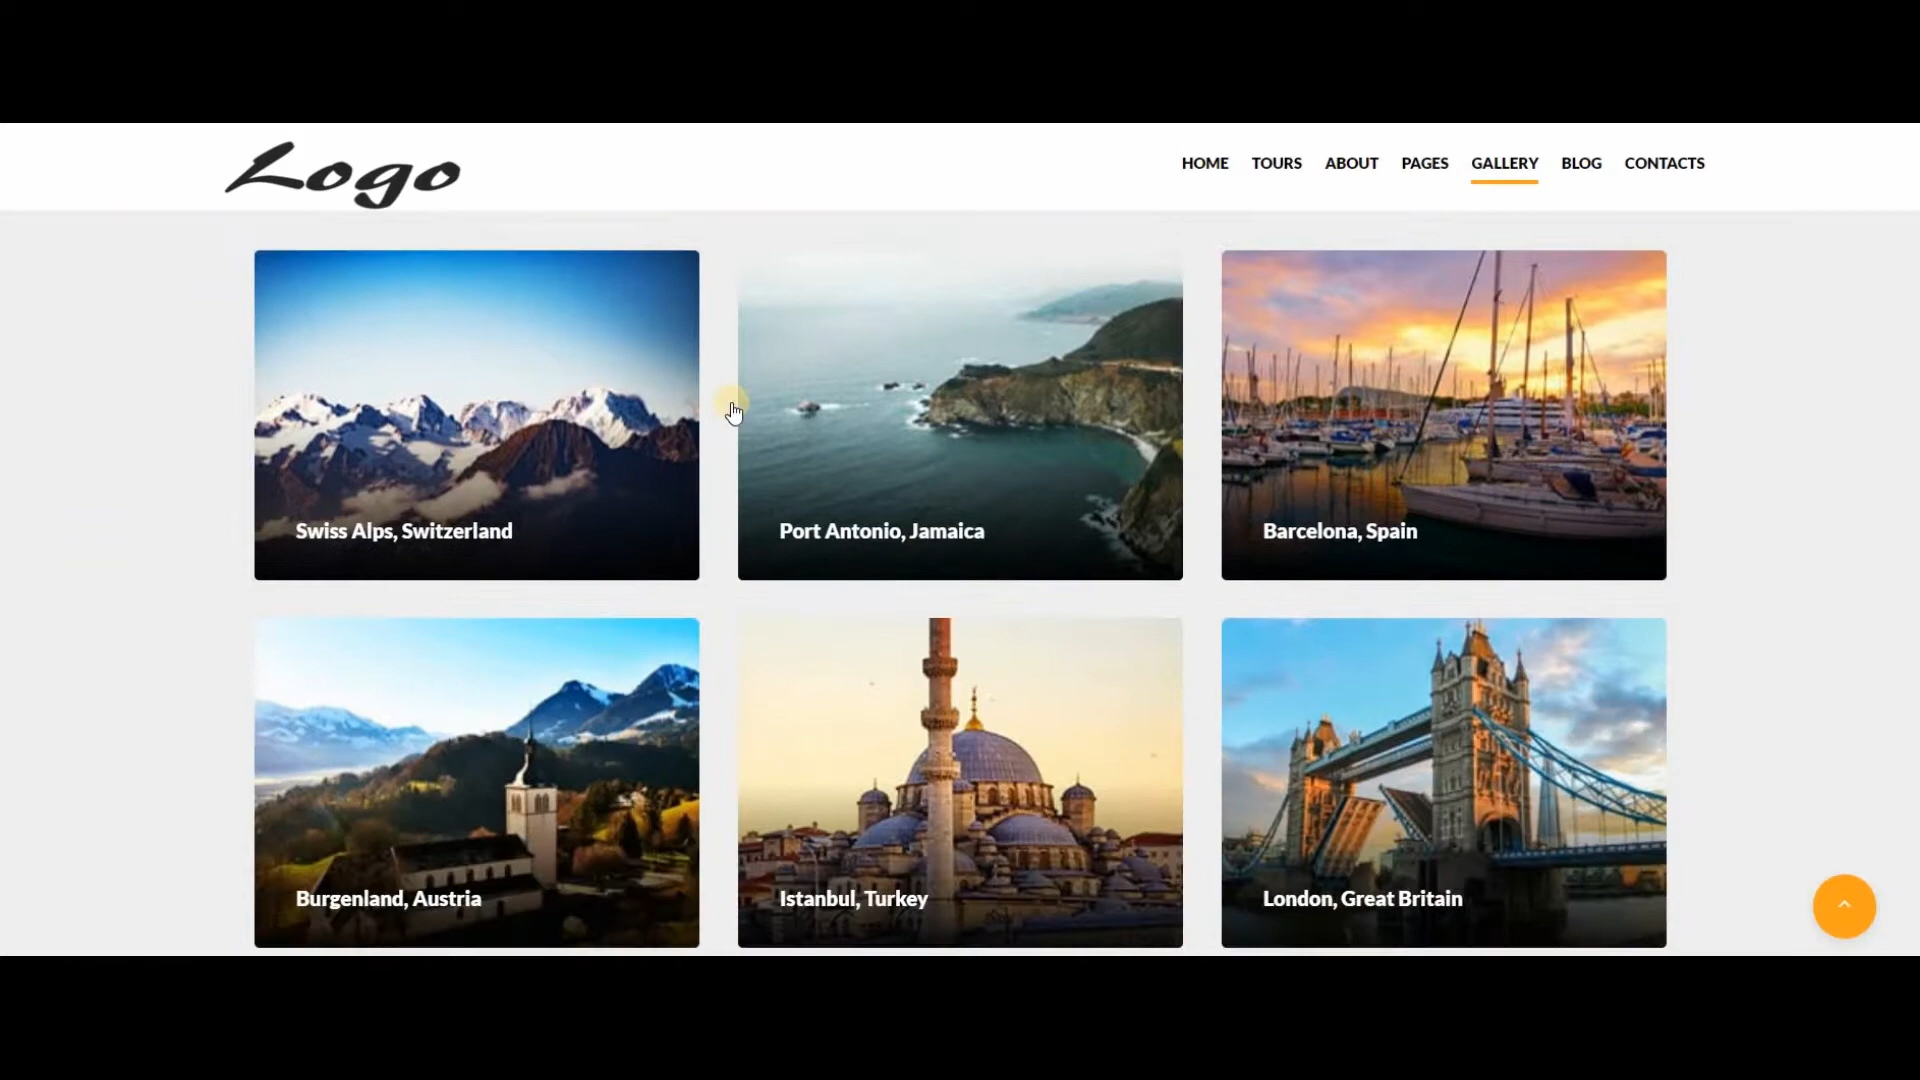 Logo
HOME TOURS ABOUT PAGES GALLERY BLOG CONTACTS
Swiss Alps, Switzerland
Port Antonio, Jamaica
Barcelona, Spain
Burgenland, Austria
Istanbul, Turkey
London, Great Britain